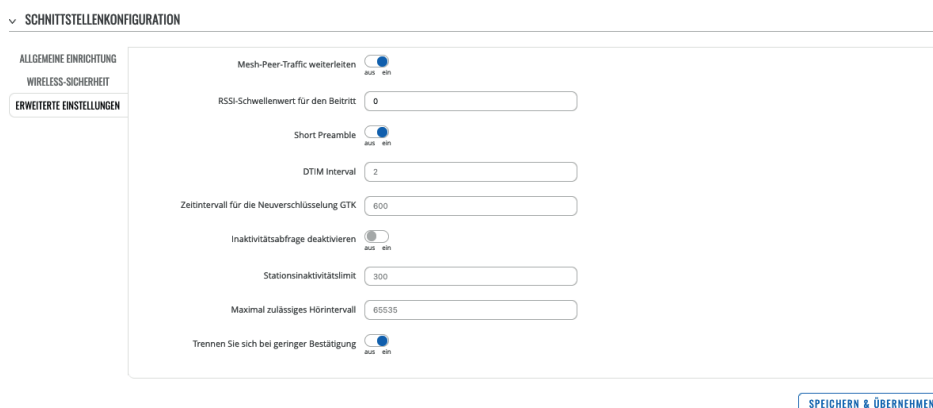 SCHNITTSTELLENKONFIGURATION
ALLGEMEINE EINRICHTUNG
WIRELESS-SICHERHEIT
ERWEITERTE EINSTELLUNGEN
Mesh-Peer-Traffic weiterleiten
aus ein
RSSI-Schwellenwert für den Beitritt 0
Short Preamble
aus ein
DTIM Interval 2
Zeitintervall für die Neuverschlüsselung GTK 600
Inaktivitätsabfrage deaktivieren
aus ein
Stationsinaktivitätslimit 300
Maximal zulässiges Hörintervall 65535
Trennen Sie sich bei geringer Bestätigung
aus ein
SPEICHERN & ÜBERNEHMEN